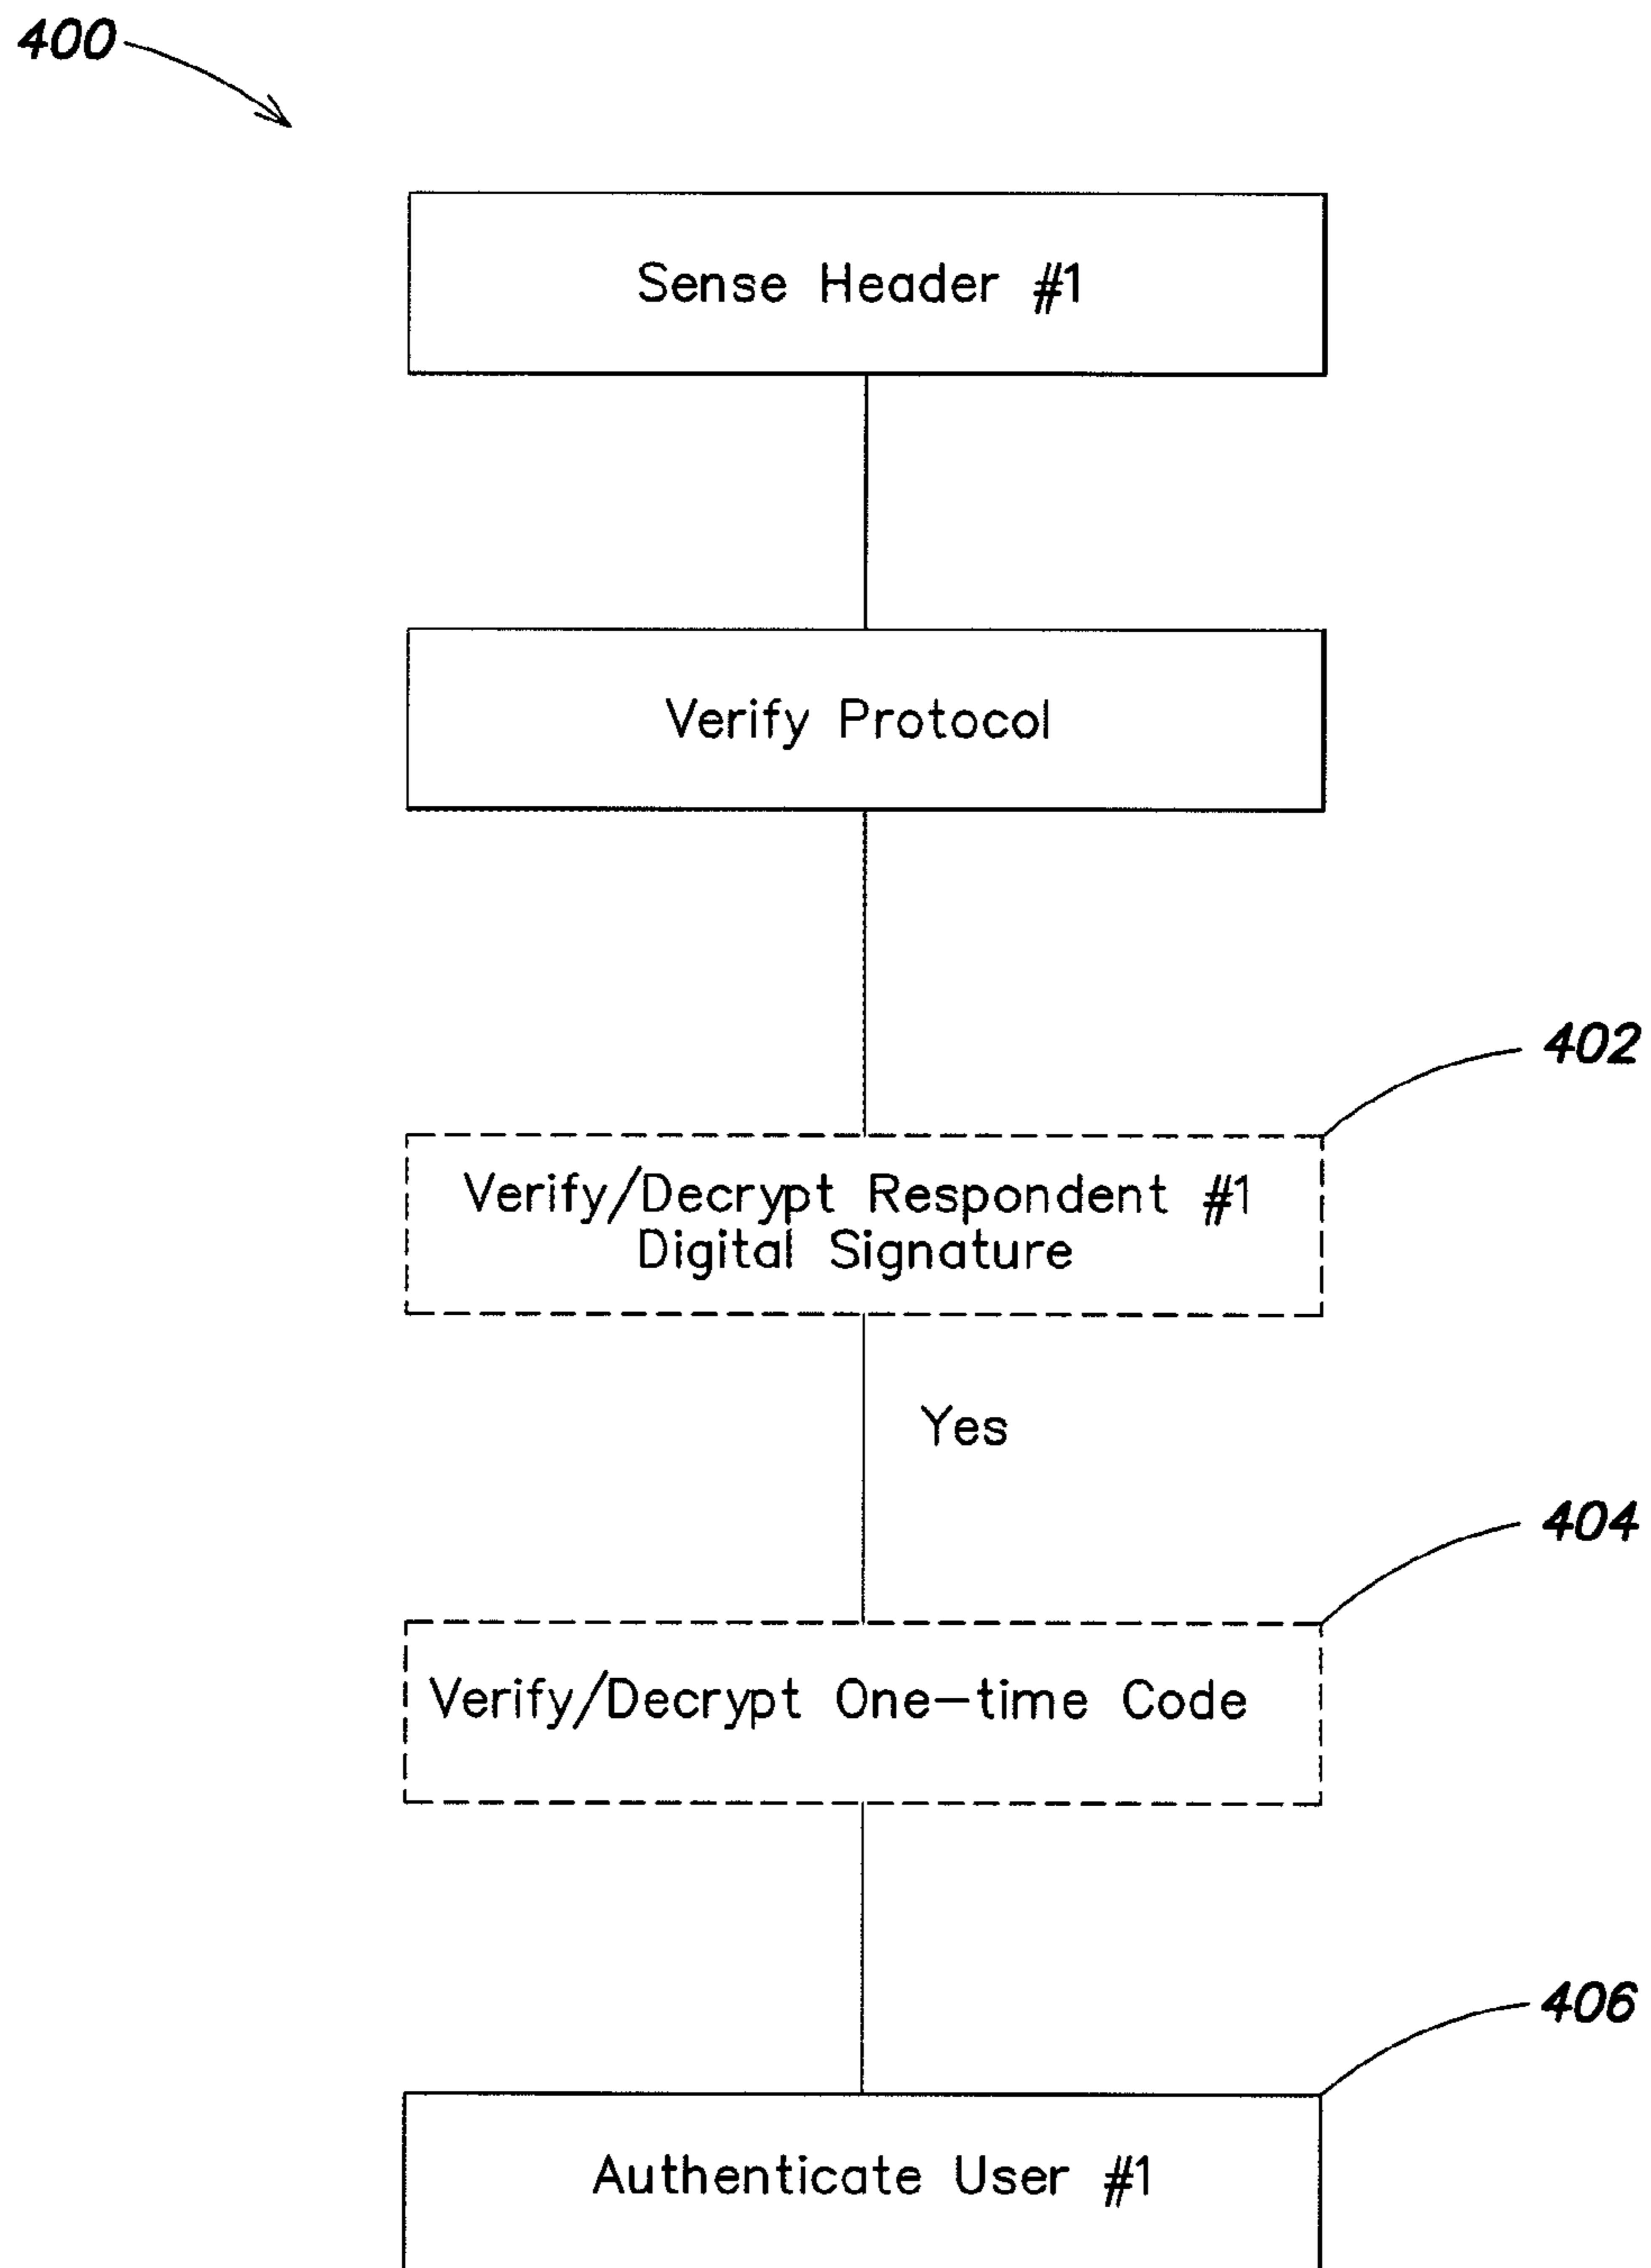 400
Sense Header #1
Verify Protocol
402
Verify/Decrypt Respondent #1
Digital Signature
Yes
404
Verify/Decrypt One-time Code
406
Authenticate User #1